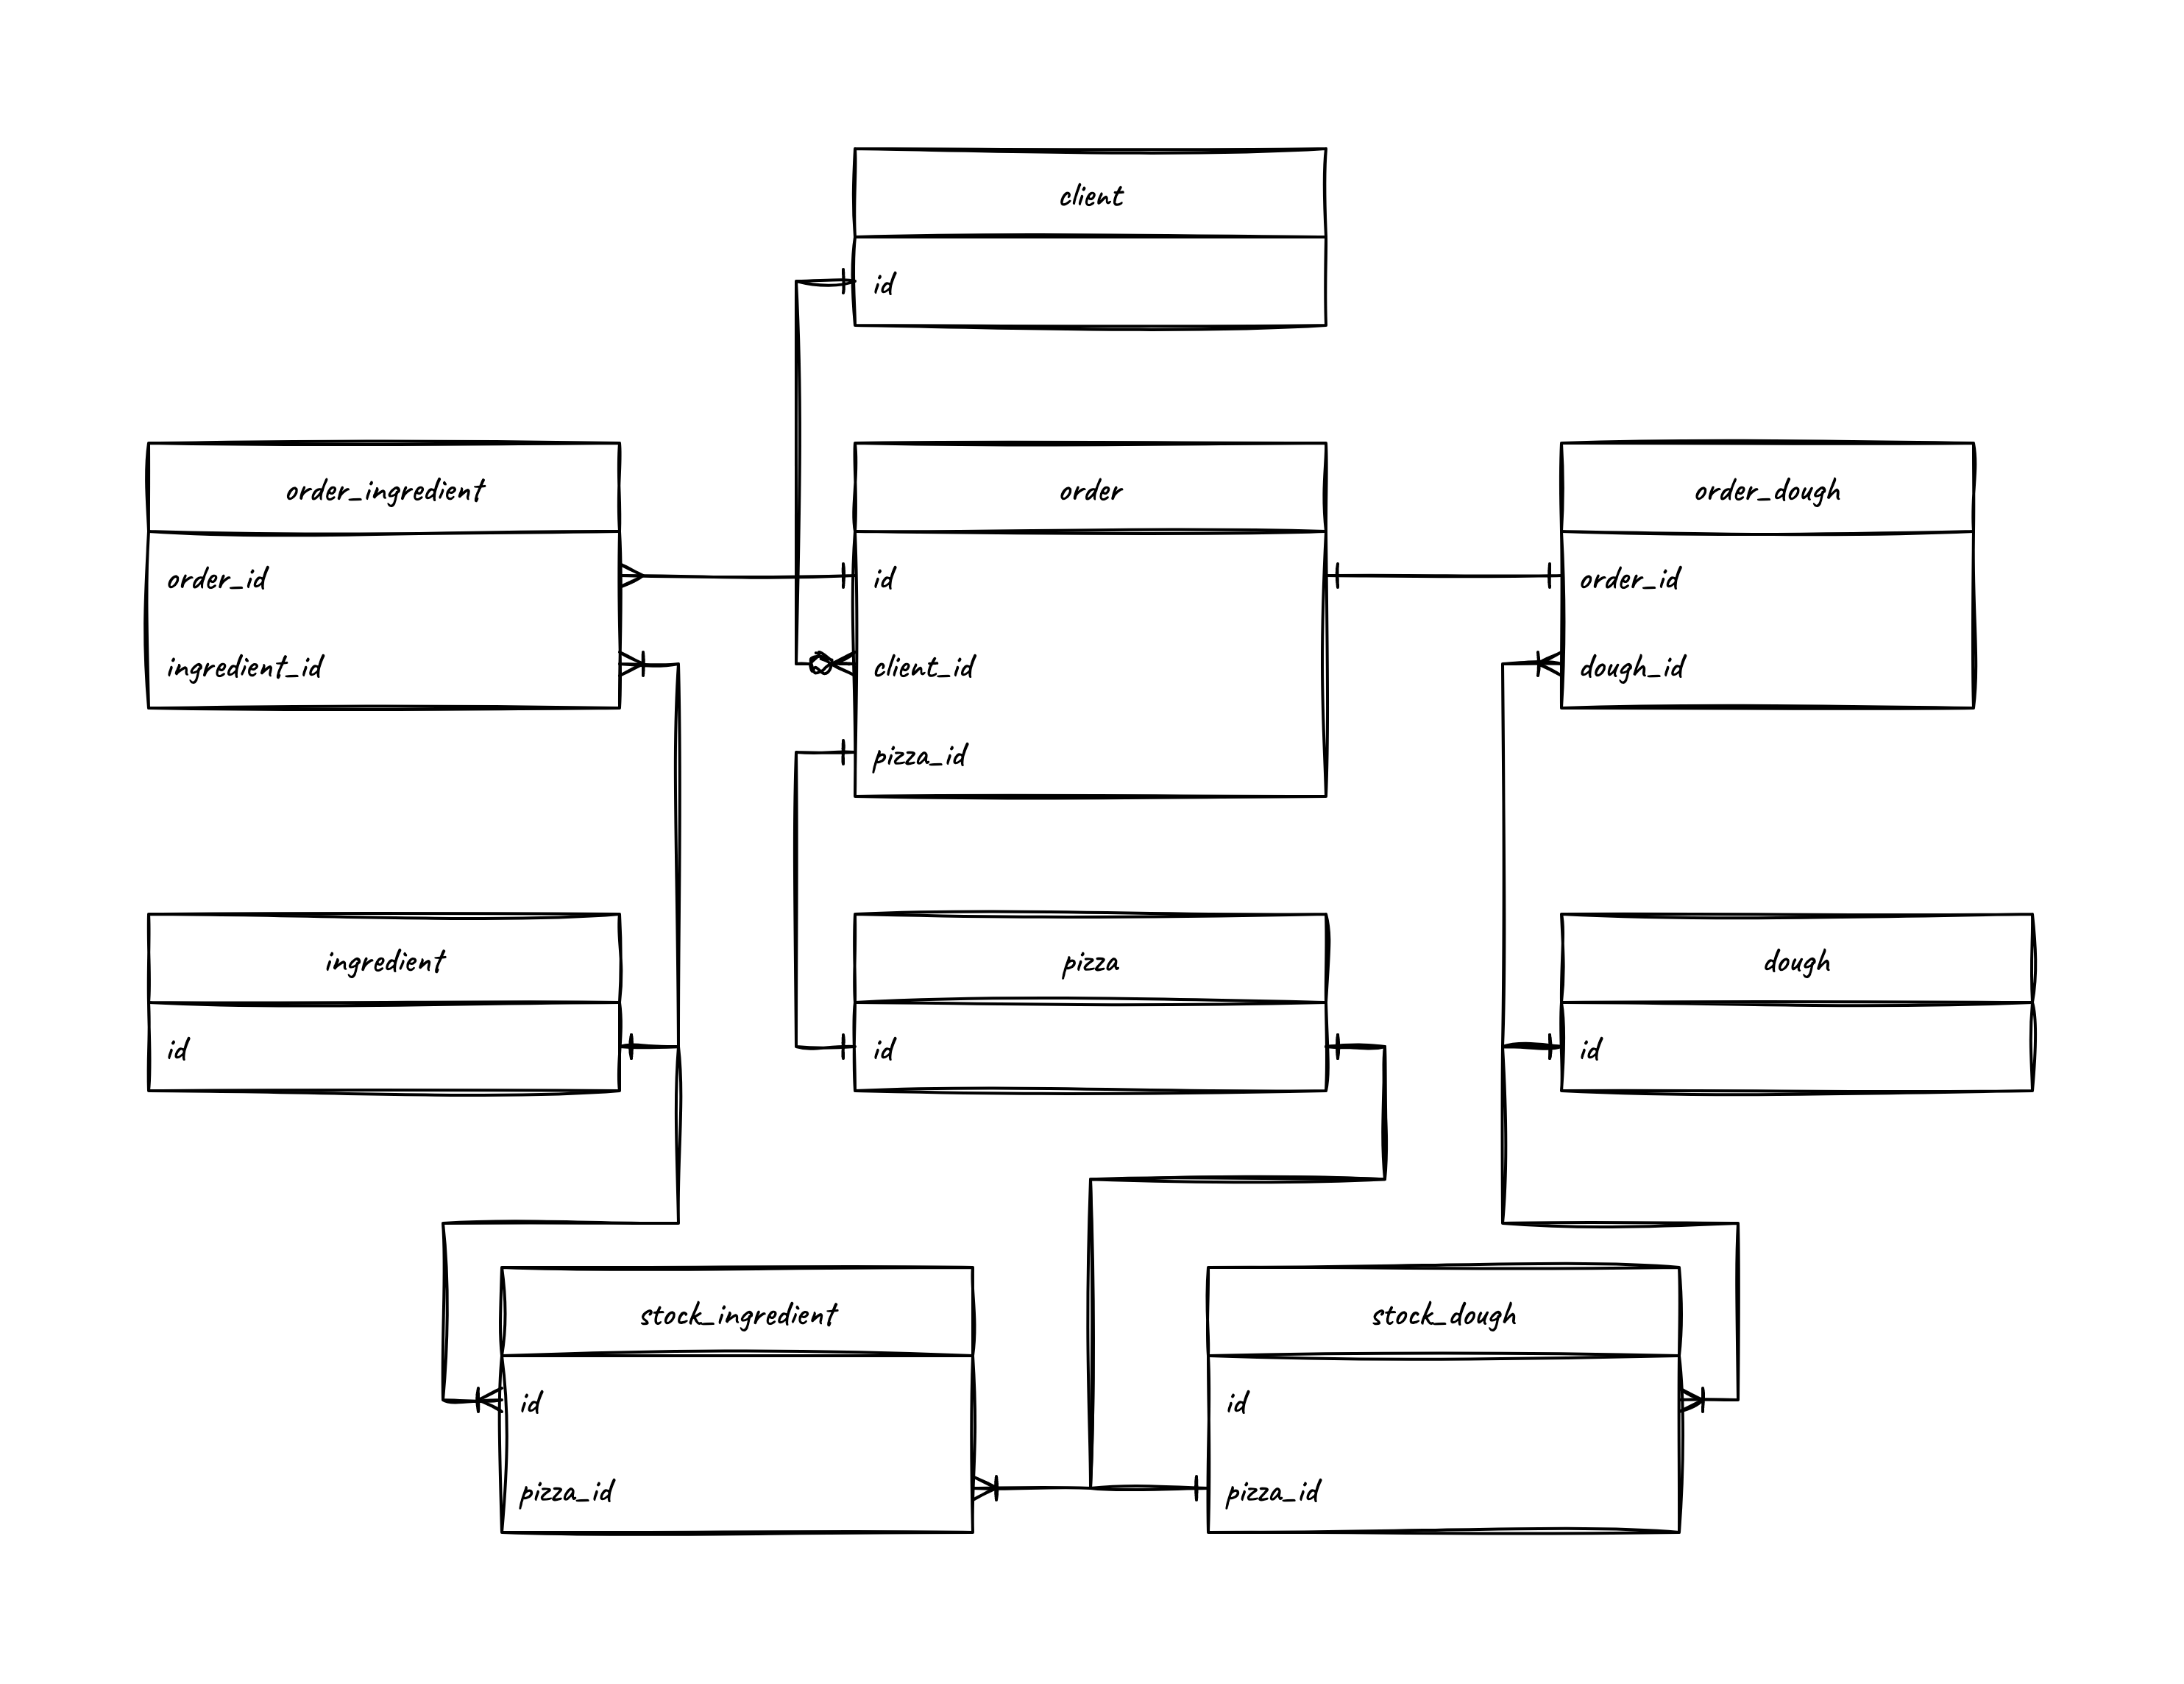 client
id
order_ingredient
order_id
ingredient_id
order
id
client_id
pizza_id
order_dough
order_id
dough_id
ingredient
id
pizza
id
dough
id
stock_ingredient
id
pizza_id
stock_dough
id
pizza_id